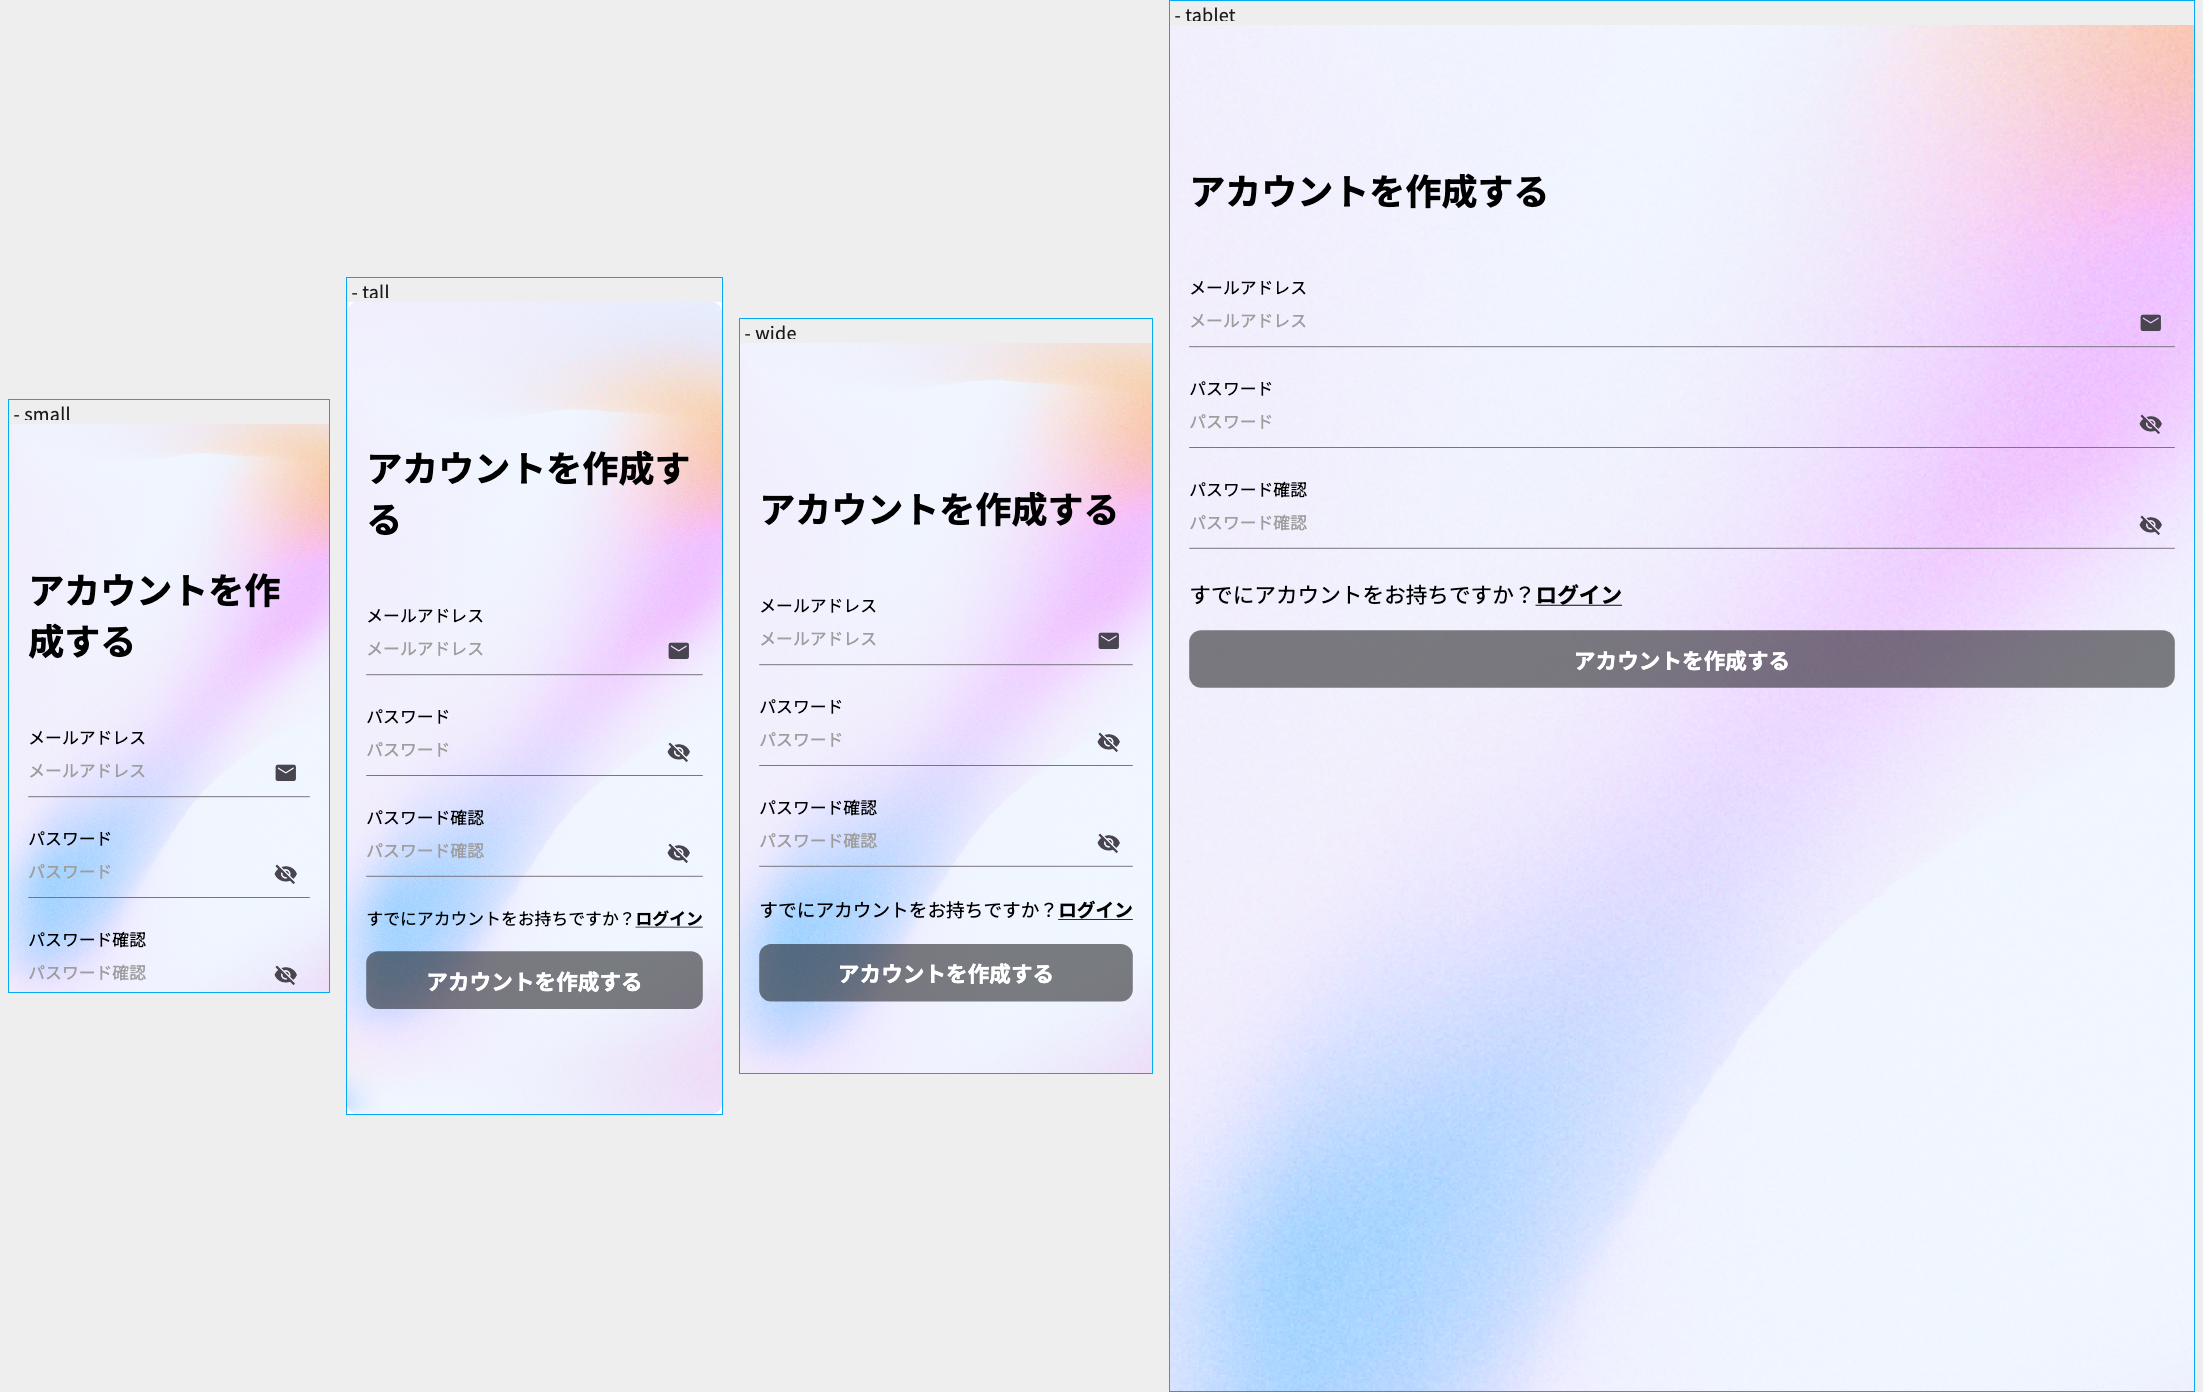 - small
アカウントを作
成する
メールアドレス
メールアドレス
パスワード
パスワード
パスワード確認
パスワード確認
- tall
アカウントを作成す
る
メールアドレス
メールアドレス
パスワード
パスワード
パスワード確認
パスワード確認
すでにアカウントをお持ちですか？ログイン
アカウントを作成する
- wide
アカウントを作成する
メールアドレス
メールアドレス
パスワード
パスワード
パスワード確認
パスワード確認
すでにアカウントをお持ちですか？ログイン
アカウントを作成する
- tablet
アカウントを作成する
メールアドレス
メールアドレス
パスワード
パスワード
パスワード確認
パスワード確認
すでにアカウントをお持ちですか？ログイン
アカウントを作成する